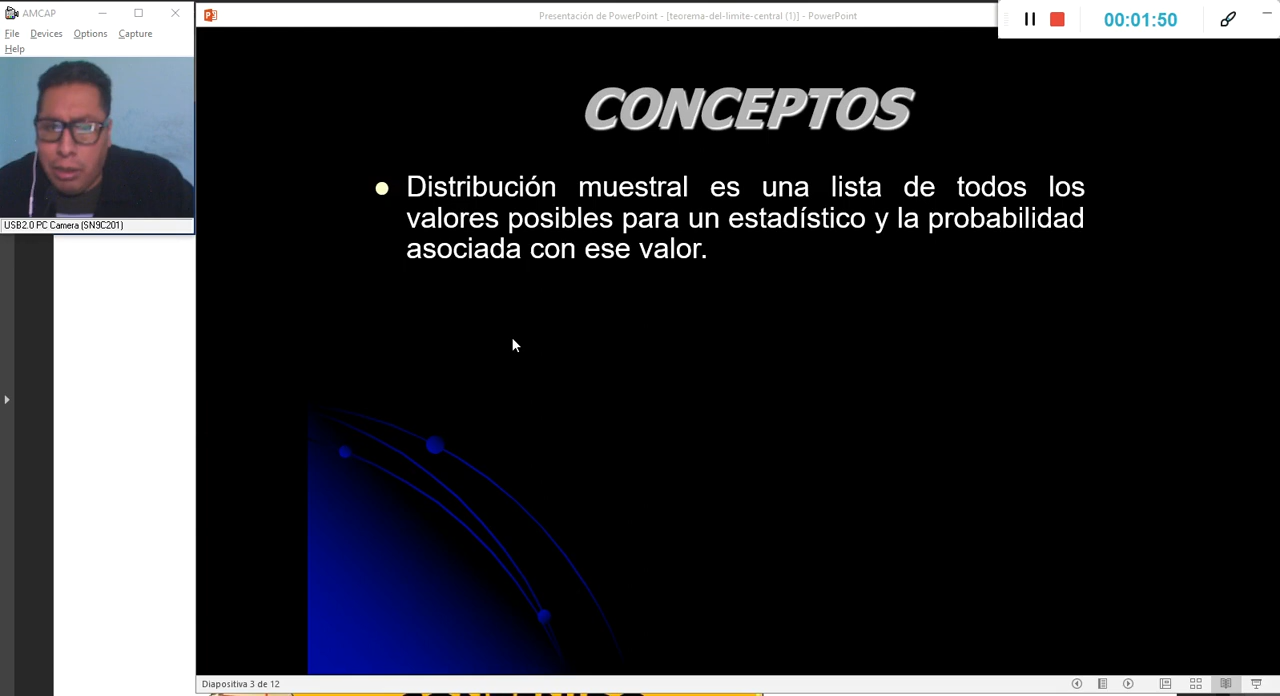 AMCAP
File Devices Options Capture
Help
USB2.0 PC Camera (SN9C201)
Presentación de PowerPoint - [teorema-del-limite-central (1)] - PowerPoint
00:01:50
CONCEPTOS
Distribución muestral es una lista de todos los
valores posibles para un estadístico y la probabilidad
asociada con ese valor.
Diapositiva 3 de 12